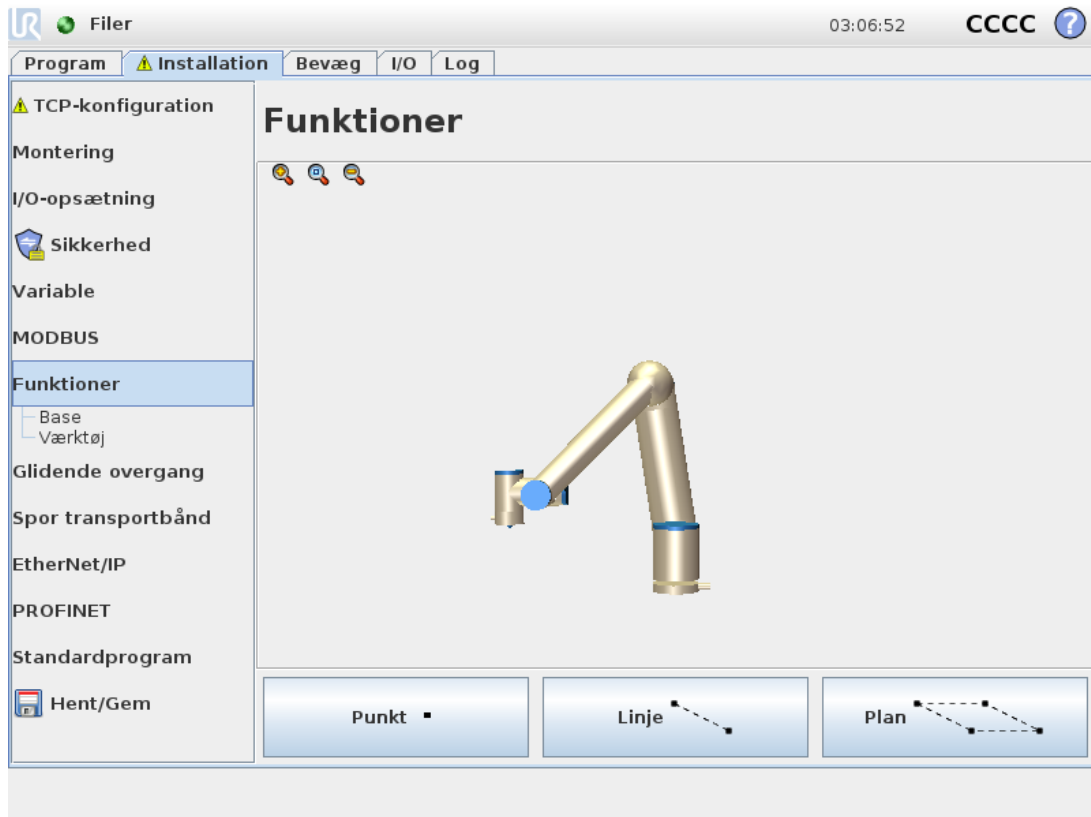 UR Filer 03:06:52 CCCC ?
Program Installation Bevæg I/O Log
TCP-konfiguration
Montering
I/O-opsætning
Sikkerhed
Variable
MODBUS
Funktioner
Base
Værktøj
Glidende overgang
Spor transportbånd
EtherNet/IP
PROFINET
Standardprogram
Hent/Gem
Funktioner
Punkt
Linje
Plan